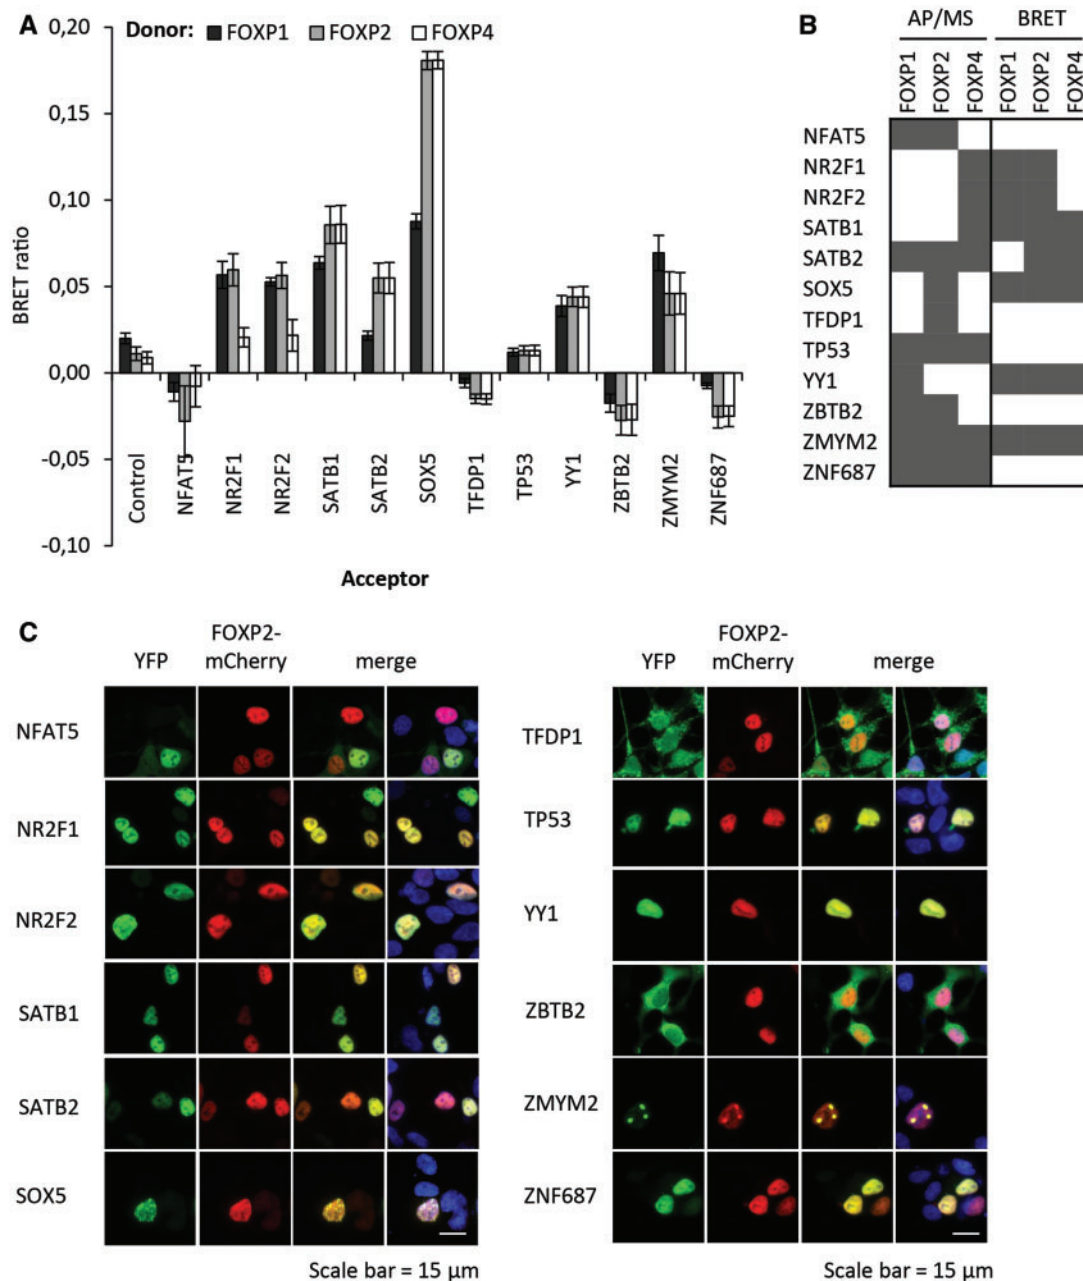 A
Donor: FOXP1 FOXP2 FOXP4
0,20
0,15
0,10
0,05
0,00
-0,05
-0,10
BRET ratio
Control
NFAT5
NR2F1
NR2F2
SATB1
SATB2
SOX5
TFDP1
TP53
YY1
ZBTB2
ZMYM2
ZNF687
Acceptor
B
AP/MS BRET
FOXP1 FOXP2 FOXP4 FOXP1 FOXP2 FOXP4
NFAT5
NR2F1
NR2F2
SATB1
SATB2
SOX5
TFDP1
TP53
YY1
ZBTB2
ZMYM2
ZNF687
C
YFP FOXP2-mCherry merge
NFAT5
NR2F1
NR2F2
SATB1
SATB2
SOX5
Scale bar = 15 µm
YFP FOXP2-mCherry merge
TFDP1
TP53
YY1
ZBTB2
ZMYM2
ZNF687
Scale bar = 15 µm